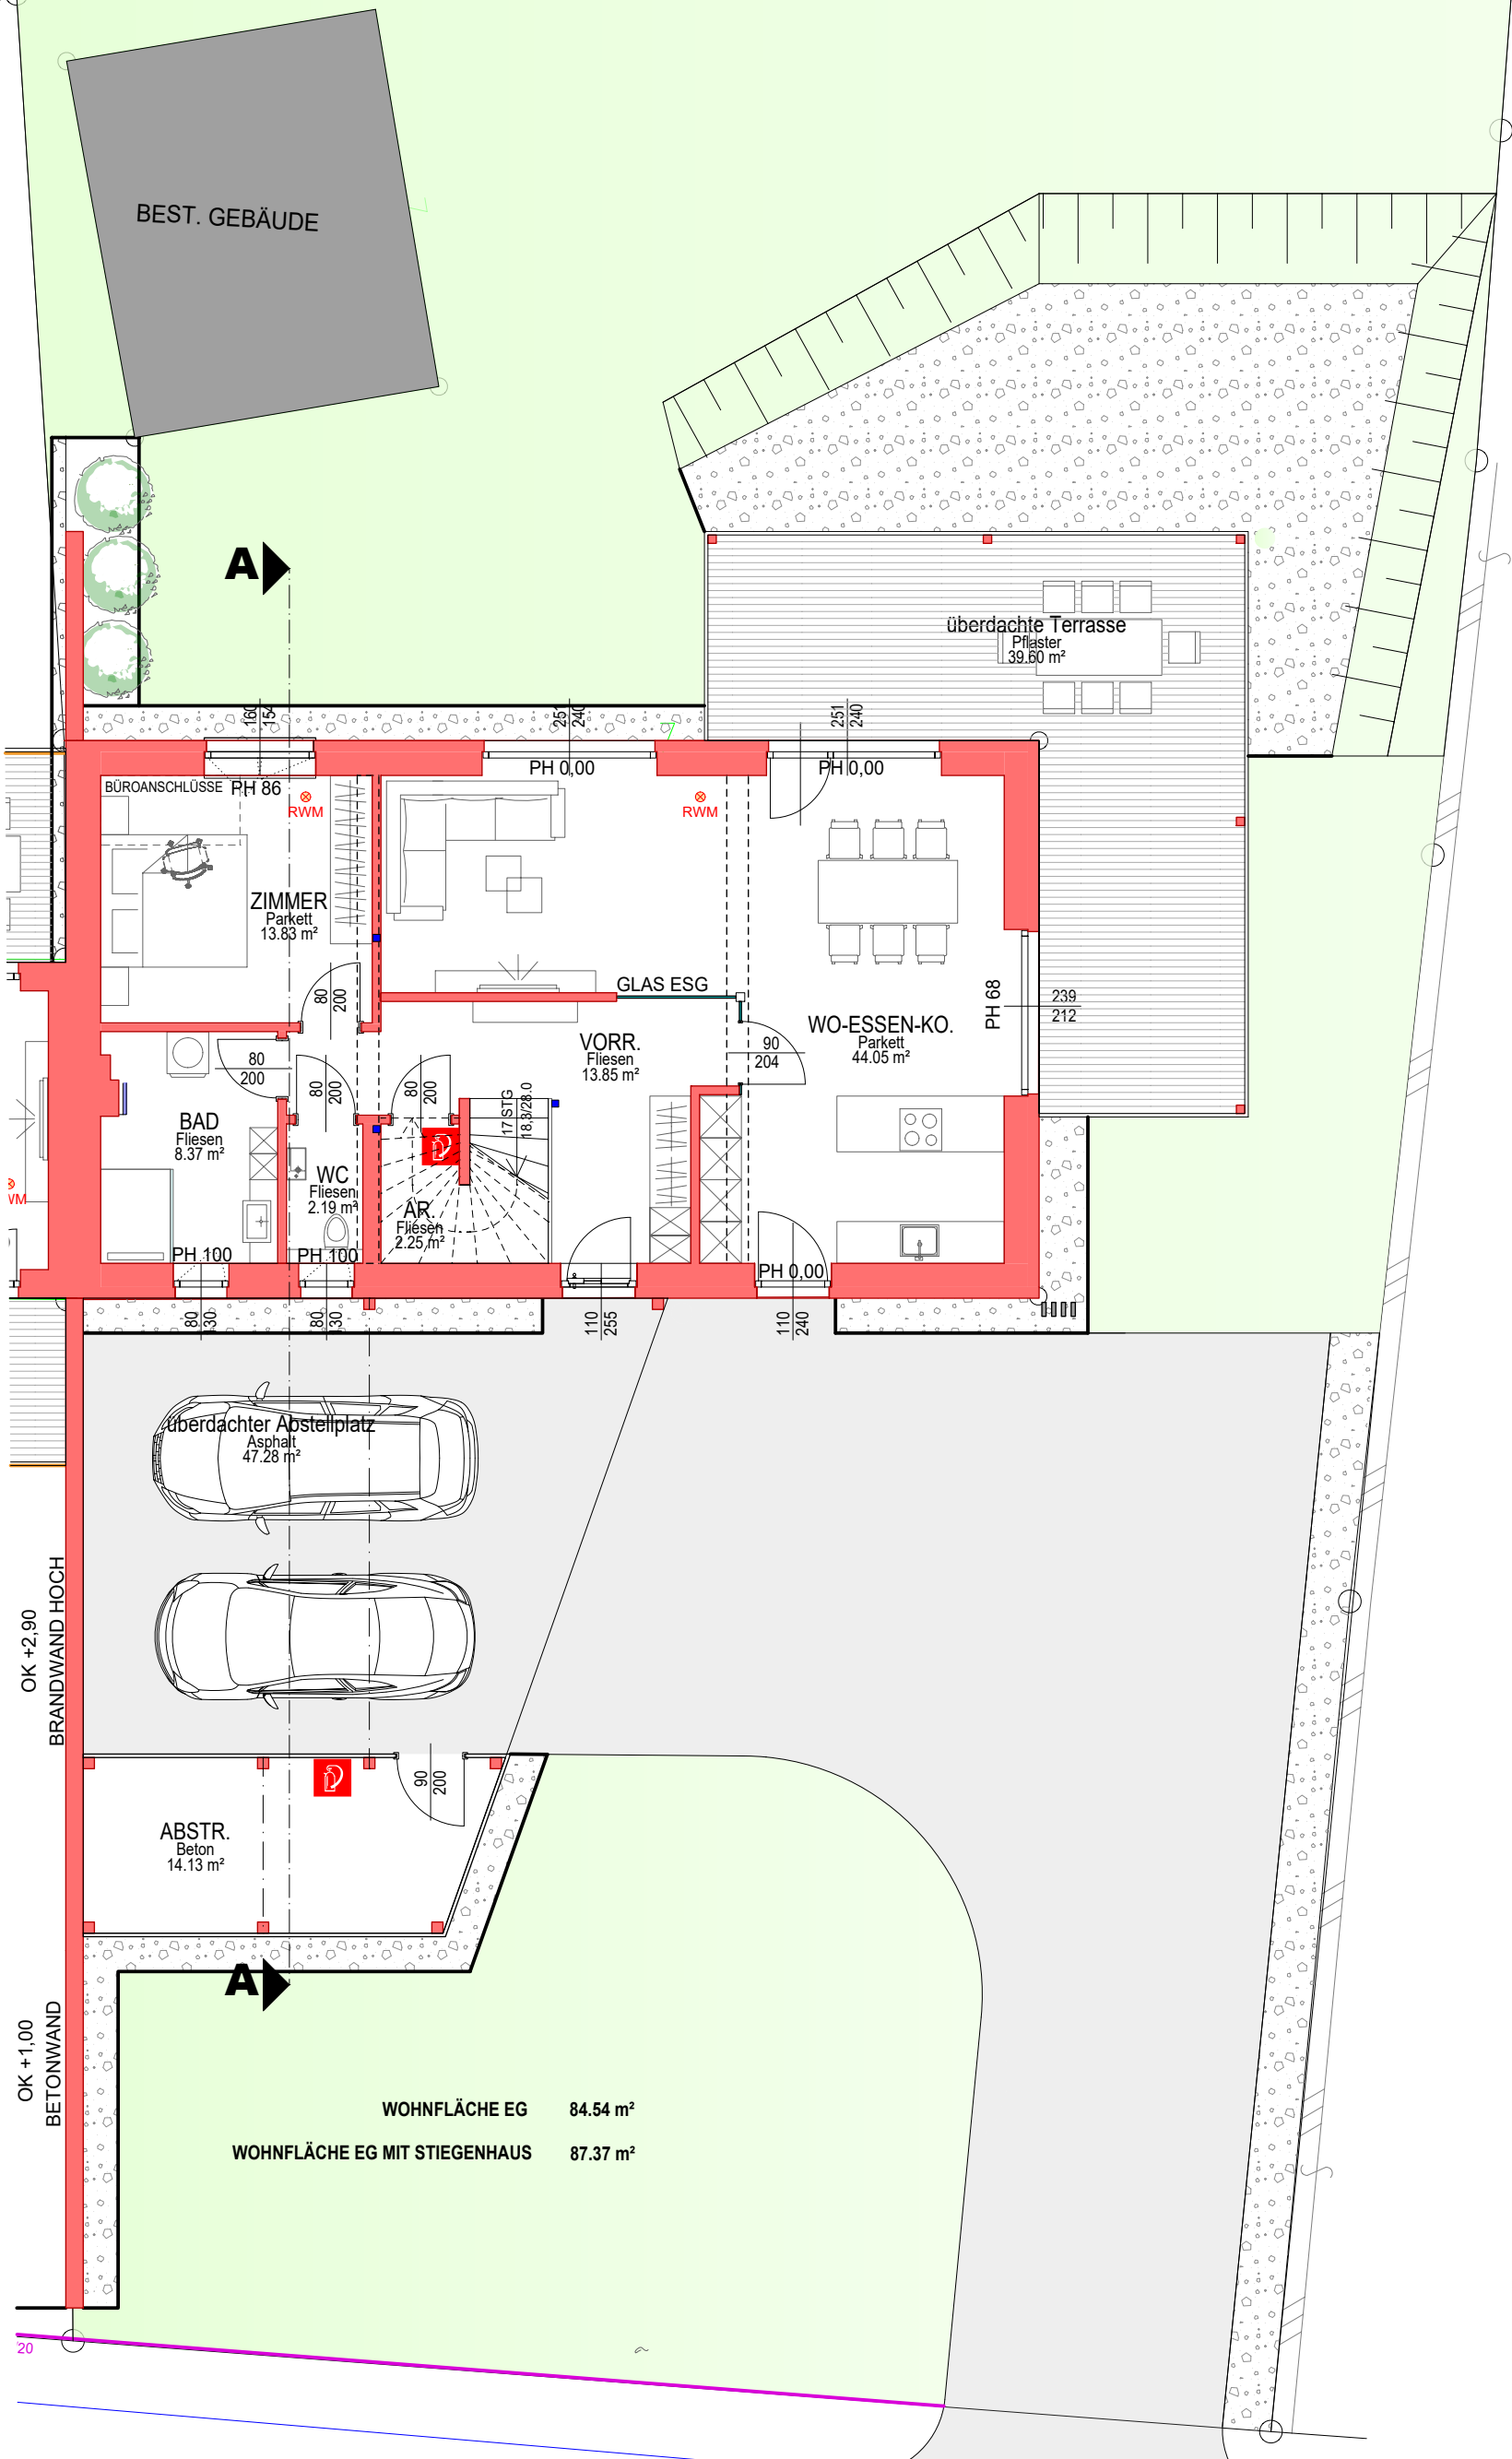 BEST. GEBÄUDE
A
überdachte Terrasse
Pflaster
39.60 m²
160
154
251
240
251
240
BÜROANSCHLÜSSE
PH 86
PH 0,00
PH 0,00
RWM
RWM
ZIMMER
Parkett
13.83 m²
GLAS ESG
80
200
PH 68
239
212
WO-ESSEN-KO.
Parkett
44.05 m²
VORR.
Fliesen
13.85 m²
90
204
80
200
80
200
80
200
17 STG
18,3/28.0
BAD
Fliesen
8.37 m²
WC
Fliesen
2.19 m²
AR.
Fliesen
2.25 m²
WM
PH 100
PH 100
PH 0,00
80
130
80
130
110
255
110
240
überdachter Abstellplatz
Asphalt
47.28 m²
OK +2,90
BRANDWAND HOCH
90
200
ABSTR.
Beton
14.13 m²
A
OK +1,00
BETONWAND
WOHNFLÄCHE EG 84.54 m²
WOHNFLÄCHE EG MIT STIEGENHAUS 87.37 m²
20